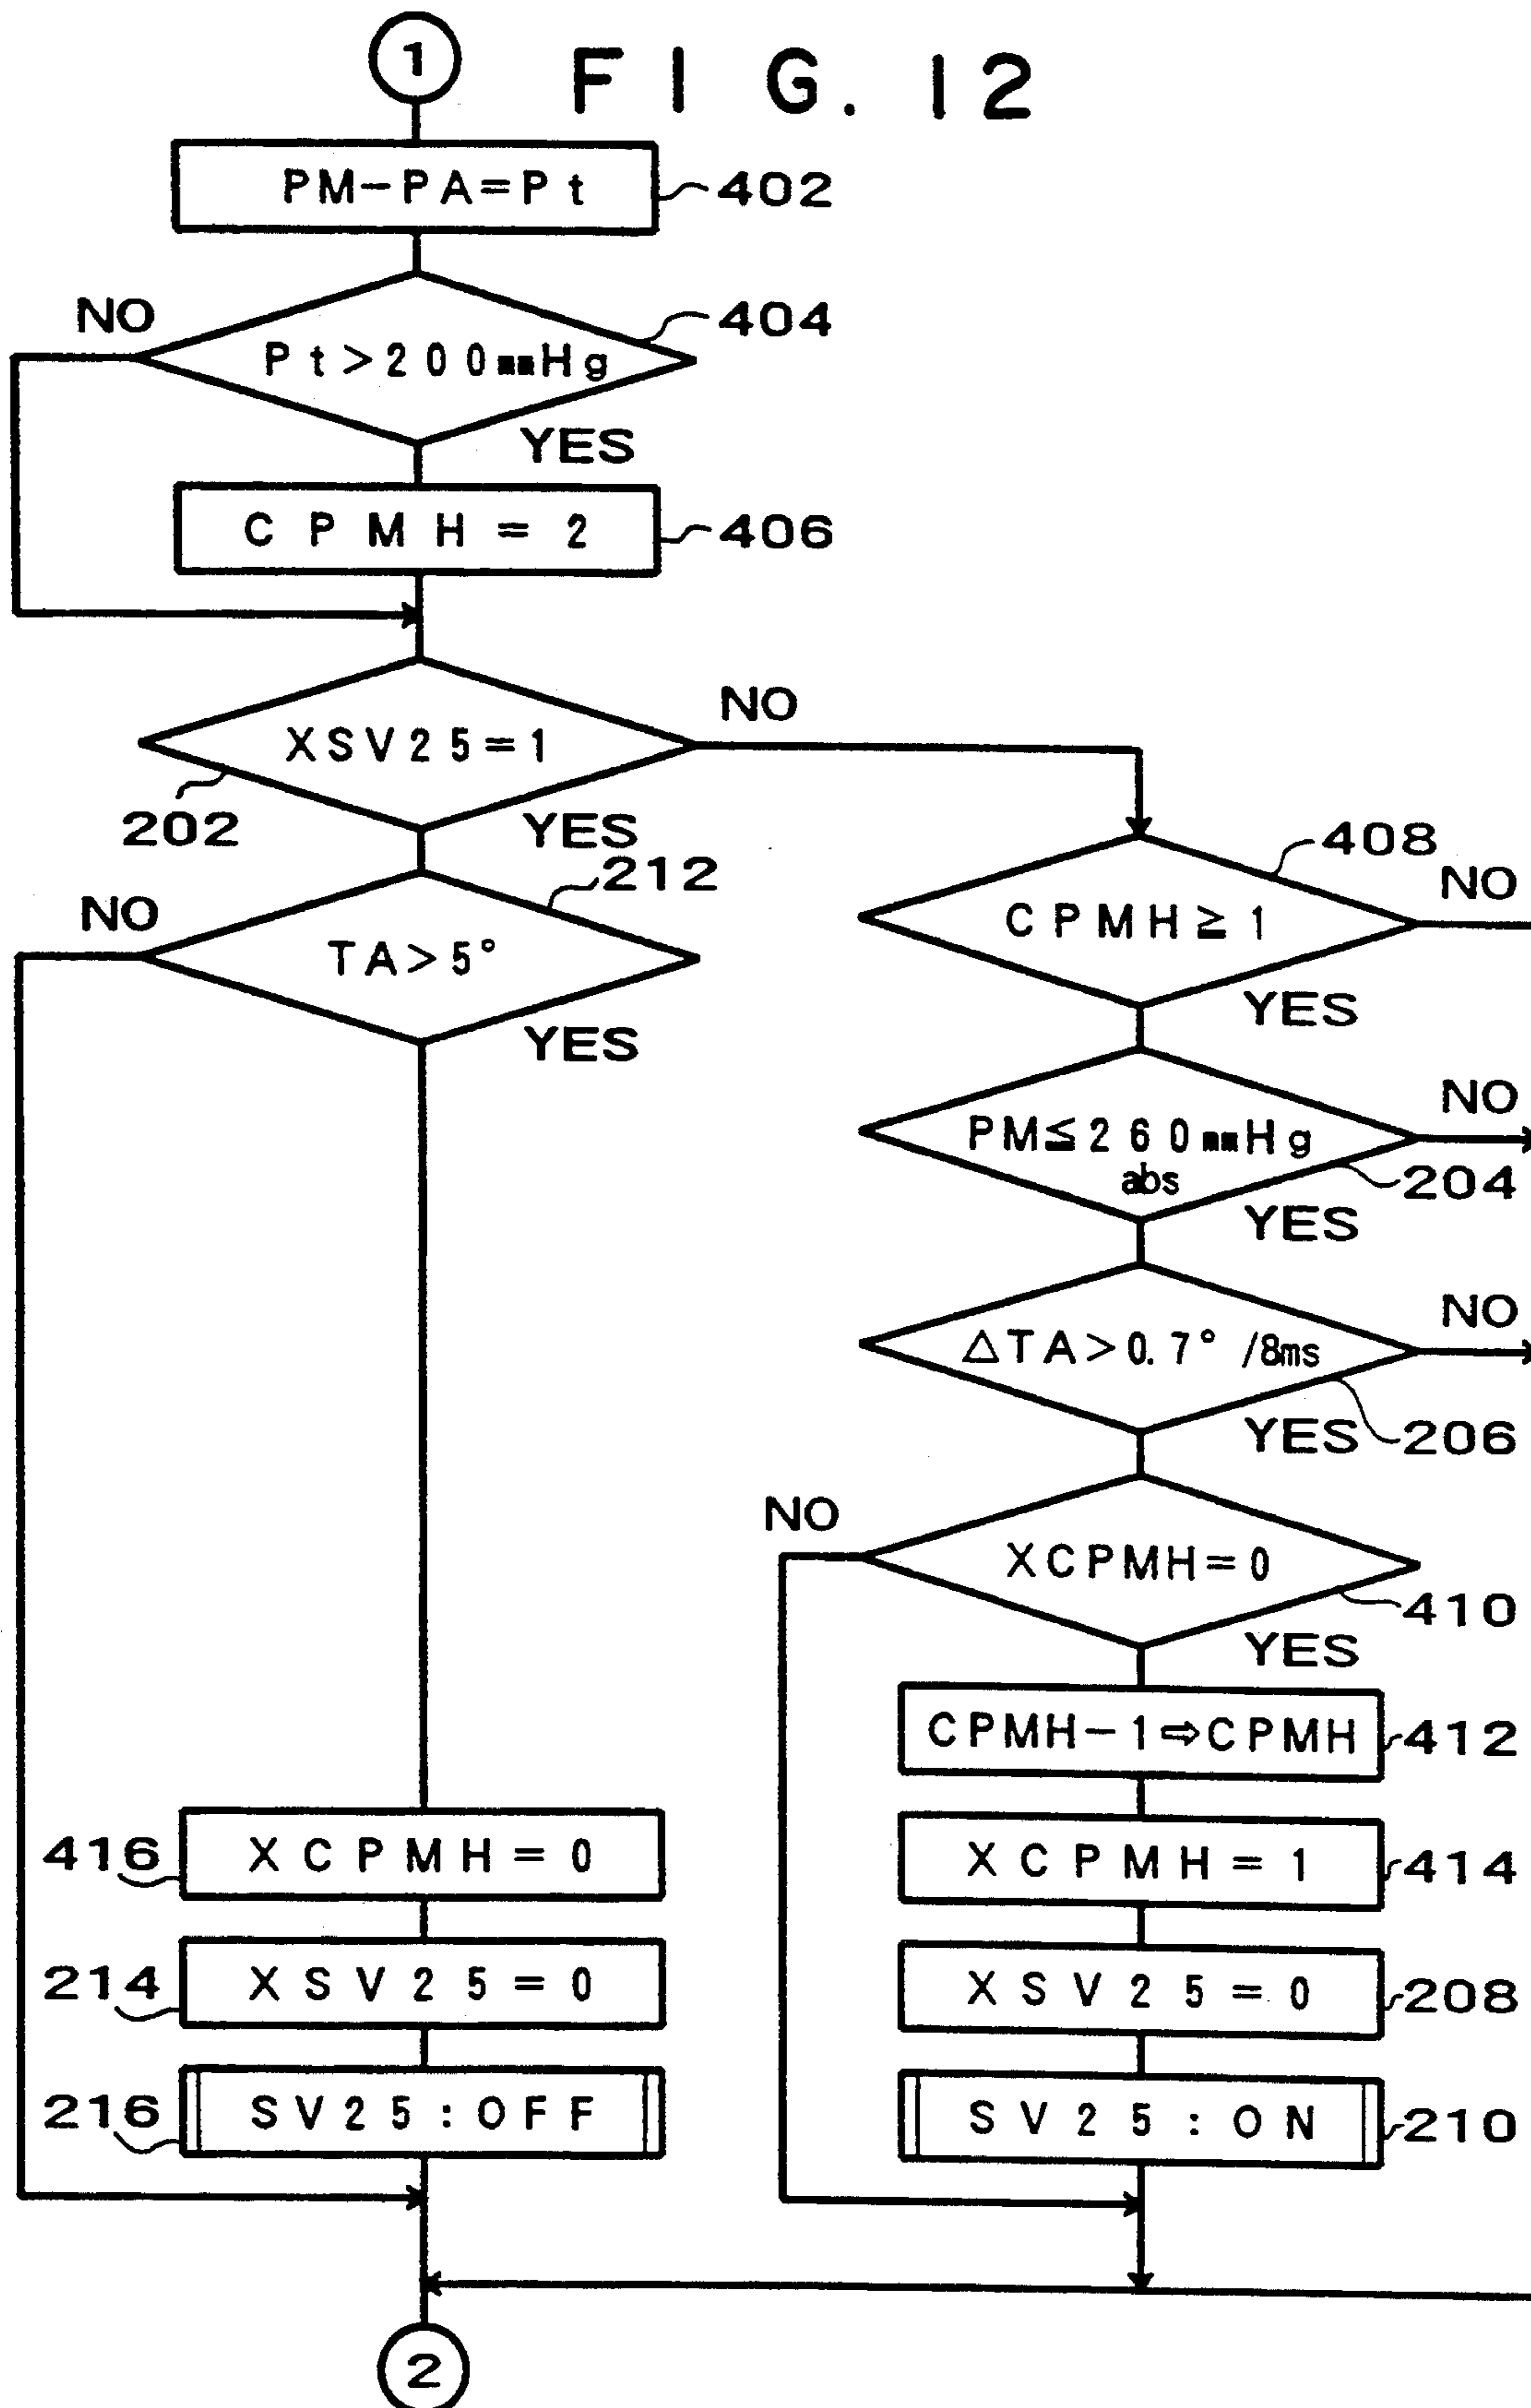 1
F I G. 12
PM-PA=Pt
402
404
NO
Pt>200mmHg
YES
CPMH=2
406
NO
XSV25=1
202
YES
408
212
NO
NO
CPMH≧1
TA>5°
YES
YES
NO
PM≦260mmHg
abs
204
YES
NO
△TA>0.7°/8ms
YES
206
NO
XCPMH=0
410
YES
CPMH-1⇨CPMH
412
416
XCPMH=0
XCPMH=1
414
214
XSV25=0
XSV25=0
208
216
SV25:OFF
SV25:ON
210
2